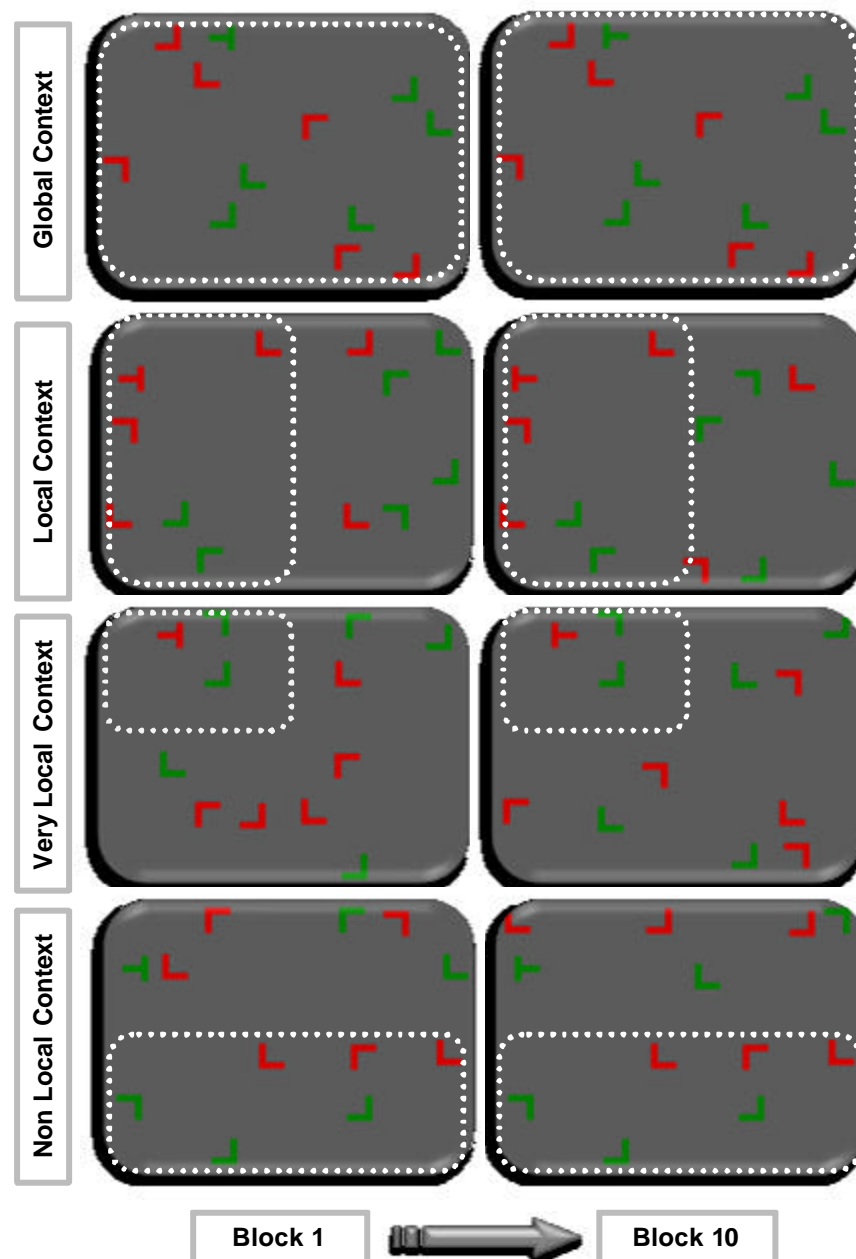 Global Context
Local Context
Very Local Context
Non Local Context
Block 1
Block 10